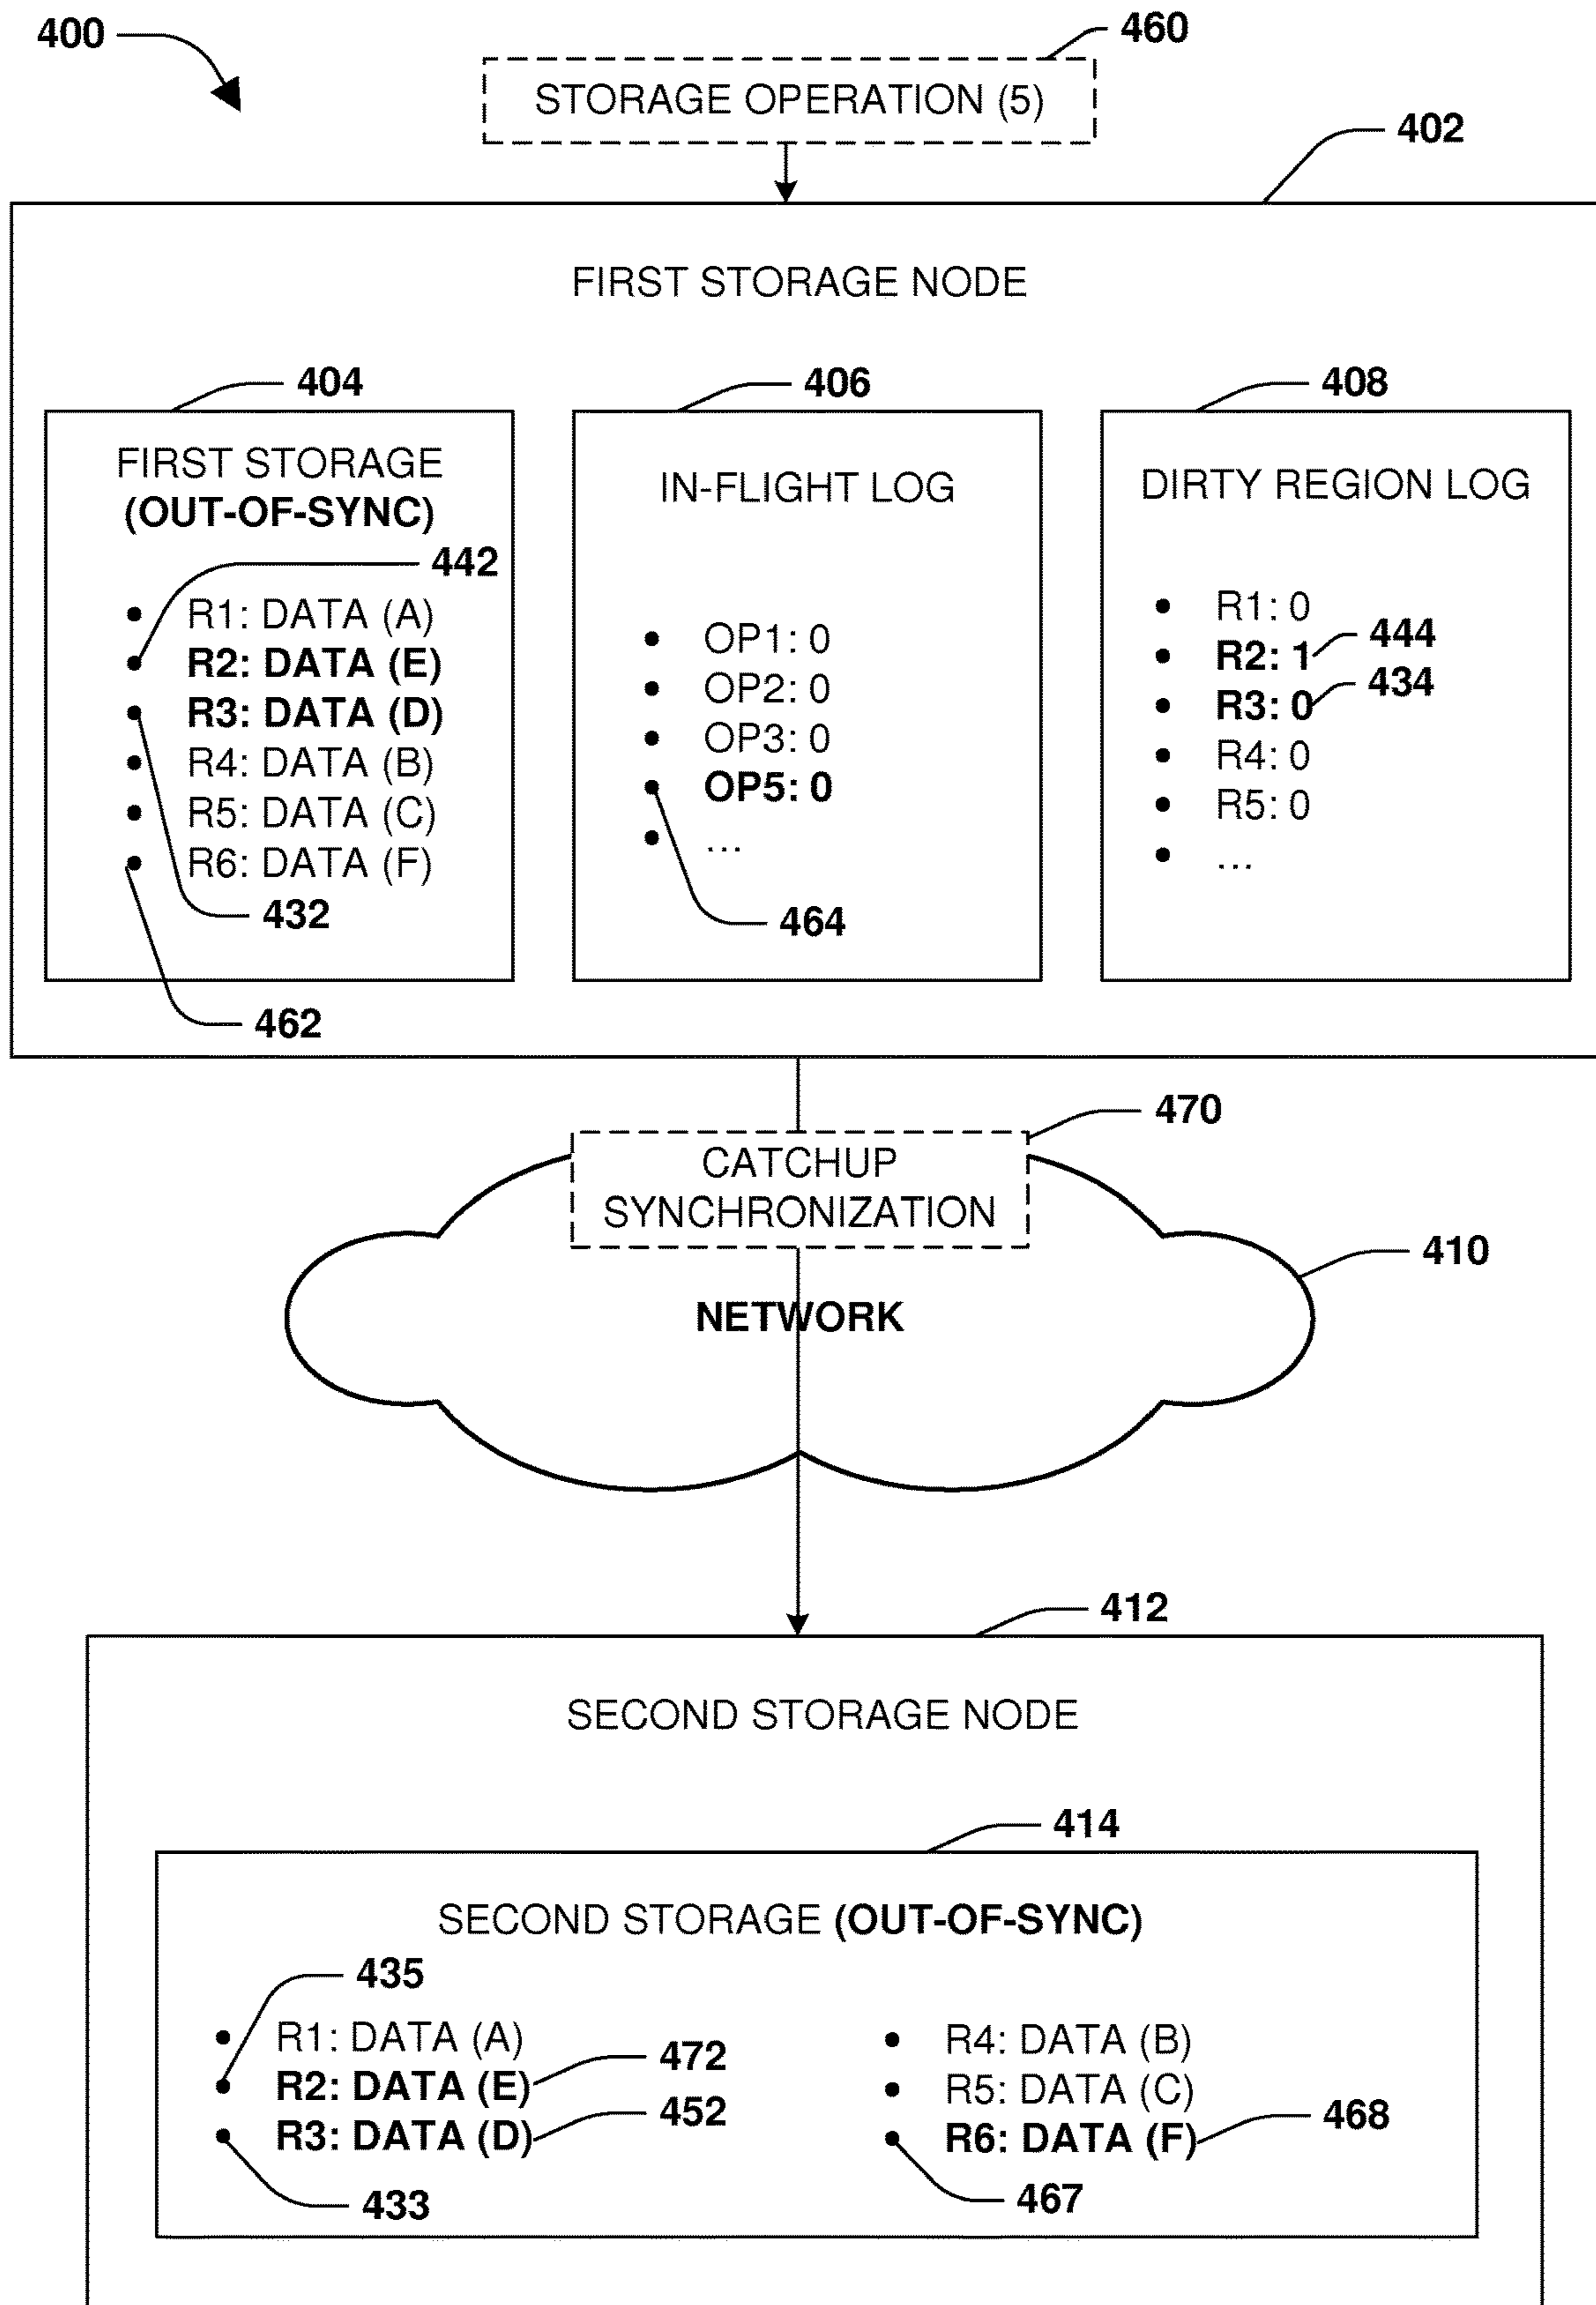 400
460
STORAGE OPERATION (5)
402
FIRST STORAGE NODE
404
FIRST STORAGE
(OUT-OF-SYNC)
442
R1: DATA (A)
R2: DATA (E)
R3: DATA (D)
R4: DATA (B)
R5: DATA (C)
R6: DATA (F)
432
462
406
IN-FLIGHT LOG
OP1: 0
OP2: 0
OP3: 0
OP5: 0
...
464
408
DIRTY REGION LOG
R1: 0
R2: 1
444
R3: 0
434
R4: 0
R5: 0
...
470
CATCHUP
SYNCHRONIZATION
410
NETWORK
412
SECOND STORAGE NODE
414
SECOND STORAGE (OUT-OF-SYNC)
435
R1: DATA (A)
R2: DATA (E)
472
R3: DATA (D)
452
433
R4: DATA (B)
R5: DATA (C)
R6: DATA (F)
468
467